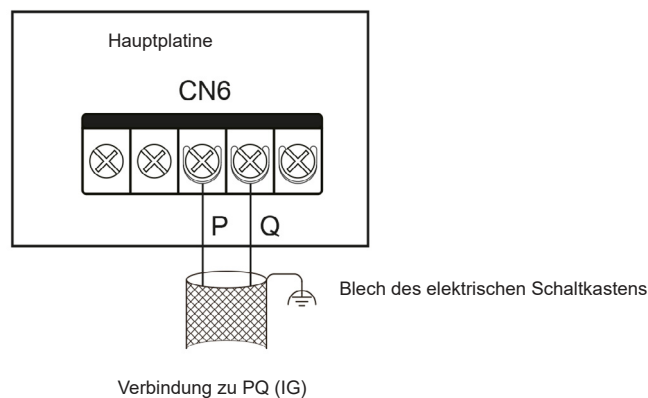 Hauptplatine
CN6
P Q
Blech des elektrischen Schaltkastens
Verbindung zu PQ (IG)